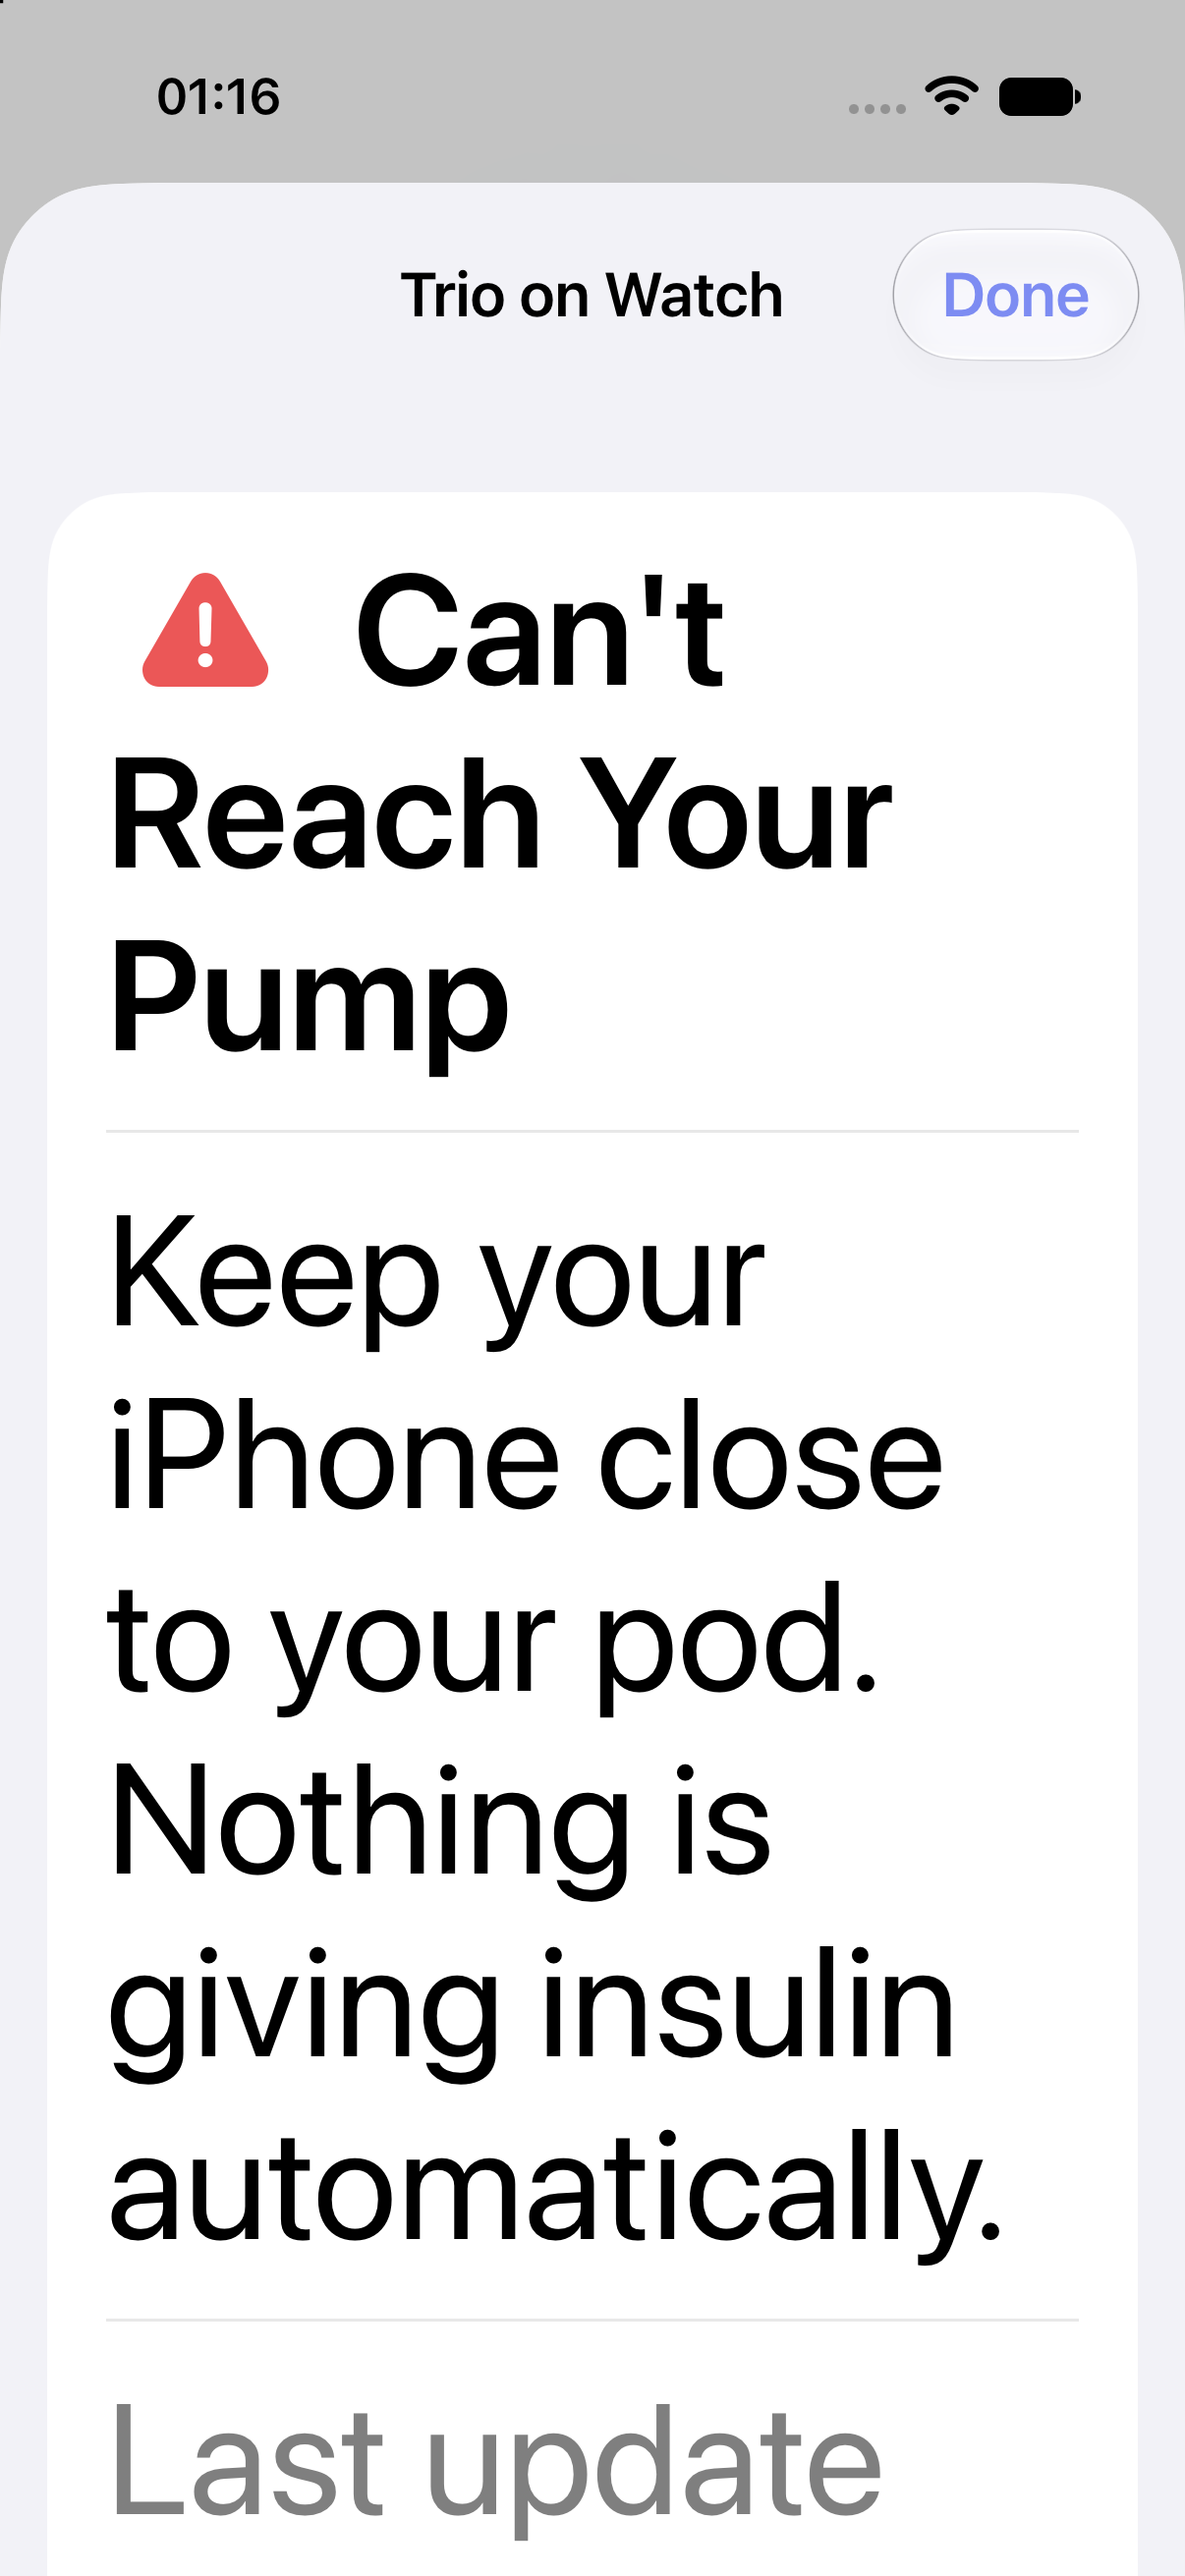 01:16
Trio on Watch
Done
Can't
Reach Your
Pump
Keep your
iPhone close
to your pod.
Nothing is
giving insulin
automatically.
Last update